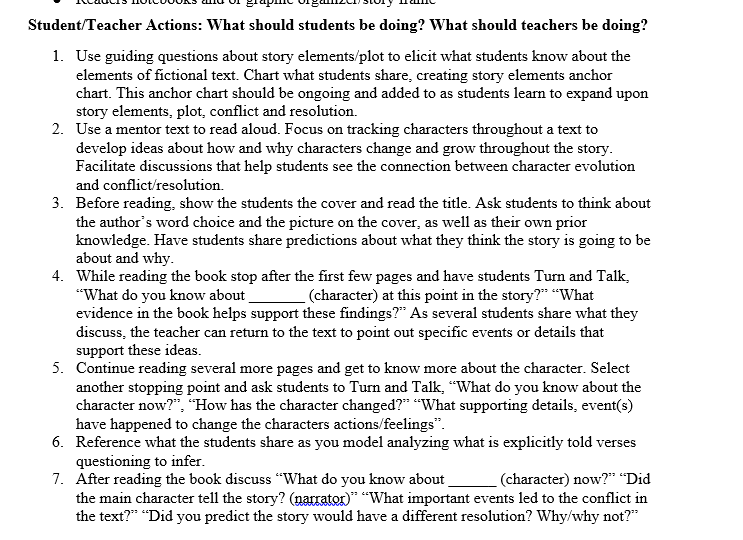 Readers notebooks and or graphic organizer/story frame
Student/Teacher Actions: What should students be doing? What should teachers be doing?
1. Use guiding questions about story elements/plot to elicit what students know about the
elements of fictional text. Chart what students share, creating story elements anchor
chart. This anchor chart should be ongoing and added to as students learn to expand upon
story elements, plot, conflict and resolution.
2. Use a mentor text to read aloud. Focus on tracking characters throughout a text to
develop ideas about how and why characters change and grow throughout the story.
Facilitate discussions that help students see the connection between character evolution
and conflict/resolution.
3. Before reading, show the students the cover and read the title. Ask students to think about
the author’s word choice and the picture on the cover, as well as their own prior
knowledge. Have students share predictions about what they think the story is going to be
about and why.
4. While reading the book stop after the first few pages and have students Turn and Talk,
“What do you know about _______ (character) at this point in the story?” “What
evidence in the book helps support these findings?” As several students share what they
discuss, the teacher can return to the text to point out specific events or details that
support these ideas.
5. Continue reading several more pages and get to know more about the character. Select
another stopping point and ask students to Turn and Talk, “What do you know about the
character now?”, “How has the character changed?” “What supporting details, event(s)
have happened to change the characters actions/feelings”.
6. Reference what the students share as you model analyzing what is explicitly told verses
questioning to infer.
7. After reading the book discuss “What do you know about ______ (character) now?” “Did
the main character tell the story? (narrator)” “What important events led to the conflict in
the text?” “Did you predict the story would have a different resolution? Why/why not?”